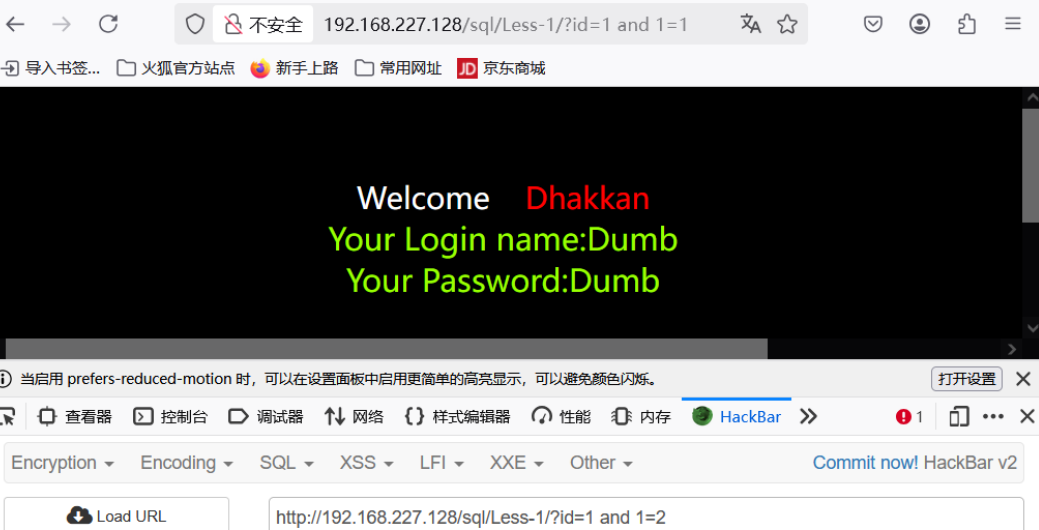 不安全 192.168.227.128/sql/Less-1/?id=1 and 1=1
导入书签... 火狐官方站点 新手上路 常用网址 JD 京东商城
Welcome Dhakkan
Your Login name:Dumb
Your Password:Dumb
当启用 prefers-reduced-motion 时，可以在设置面板中启用更简单的高亮显示，可以避免颜色闪烁。 打开设置
查看器 控制台 调试器 网络 样式编辑器 性能 内存 HackBar 1
Encryption Encoding SQL XSS LFI XXE Other Commit now! HackBar v2
Load URL http://192.168.227.128/sql/Less-1/?id=1 and 1=2